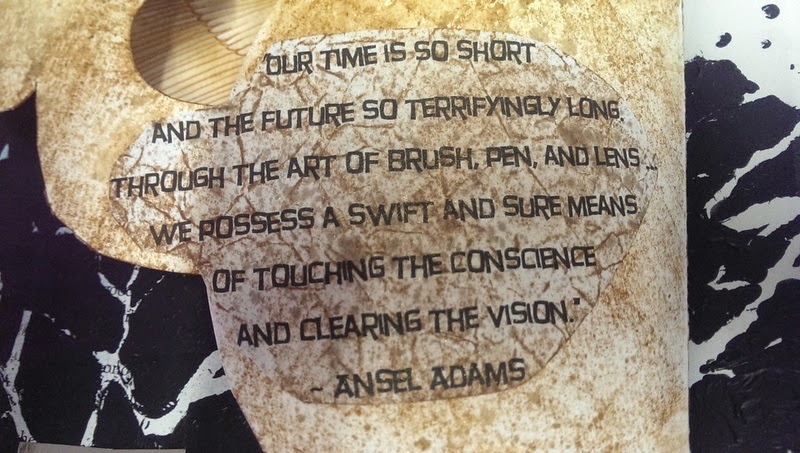 "OUR TIME IS SO SHORT
AND THE FUTURE SO TERRIFYINGLY LONG.
THROUGH THE ART OF BRUSH, PEN, AND LENS ...
WE POSSESS A SWIFT AND SURE MEANS
OF TOUCHING THE CONSCIENCE
AND CLEARING THE VISION."
~ ANSEL ADAMS